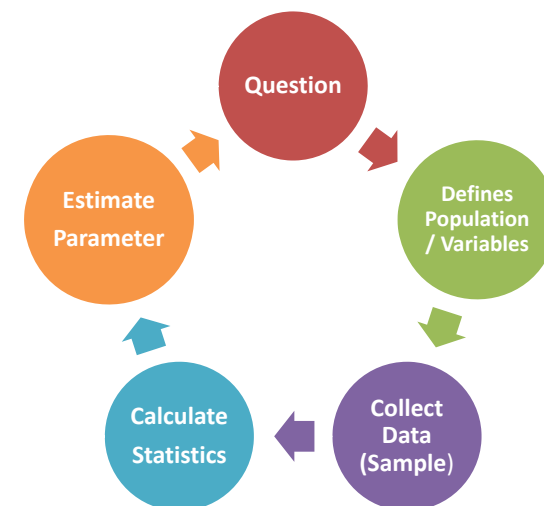 Question
Defines
Population
/ Variables
Collect
Data
(Sample)
Calculate
Statistics
Estimate
Parameter